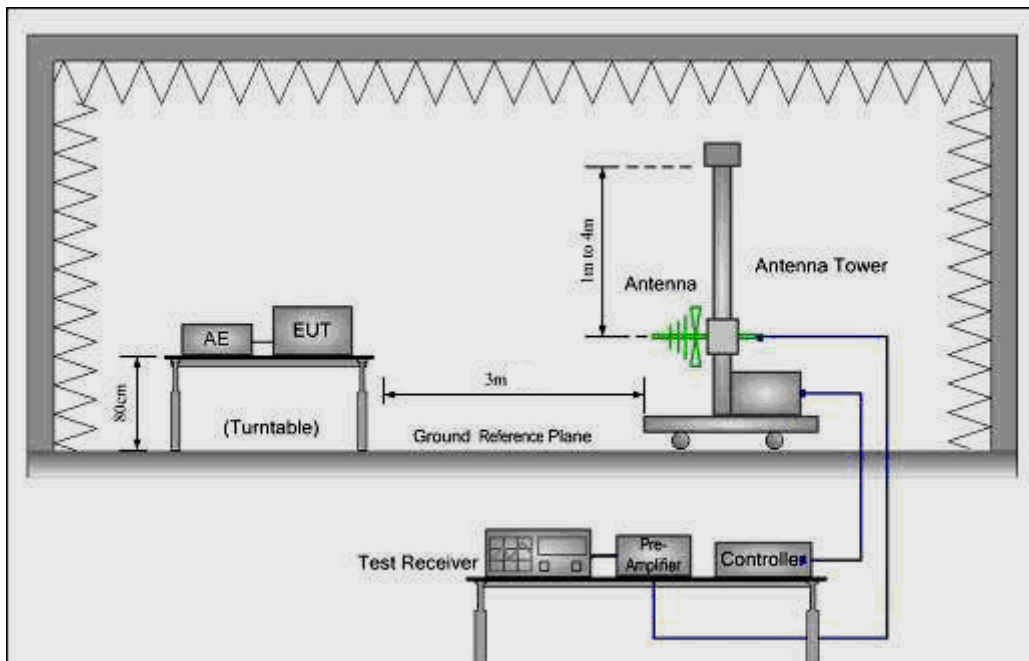 1m to 4m
Antenna
Antenna Tower
AE
EUT
3m
80cm
(Turntable)
Ground Reference Plane
Test Receiver
Pre-
Amplifier
Controller